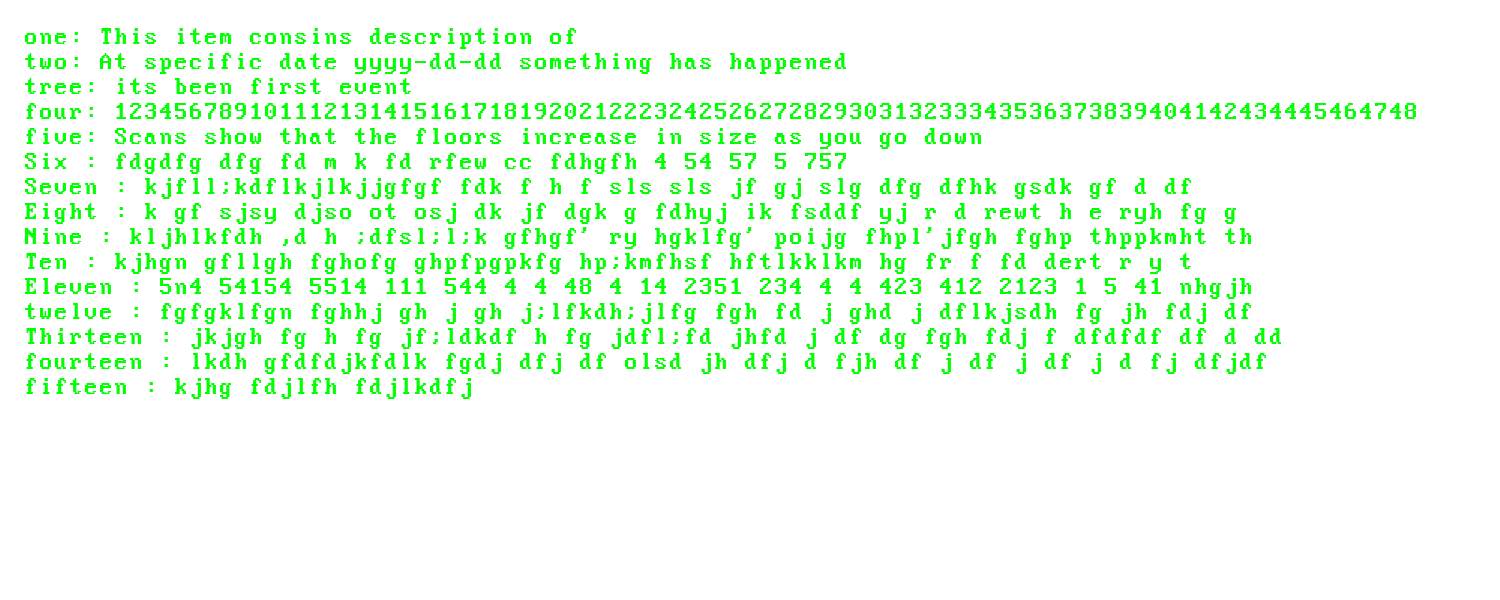 one: This item consins description of
two: At specific date yyyy-dd-dd something has happened
tree: its been first event
four: 123456789101112131415161718192021222324252627282930313233343536373839404142434445464748
five: Scans show that the floors increase in size as you go down
Six : fdgdfg dfg fd m k fd rfew cc fdhgfh 4 54 57 5 757
Seven : kjfll;kdflkjlkjjgfgf fdk f h f sls sls jf gj slg dfg dfhk gsdk gf d df
Eight : k gf sjsy djso ot osj dk jf dgk g fdhyj ik fsddf yj r d rewt h e ryh fg g
Nine : kljhlkfdh ,d h ;dfsl;l;k gfhgf' ry hgklfg' poijg fhpl'jfgh fghp thppkmht th
Ten : kjhgn gfllgh fghofg ghpfpgpkfg hp;kmfhsf hftlkklkm hg fr f fd dert r y t
Eleven : 5n4 54154 5514 111 544 4 4 48 4 14 2351 234 4 4 423 412 2123 1 5 41 nhgjh
twelve : fgfgklfgn fghhj gh j gh j;lfkdh;jlfg fgh fd j ghd j dflkjsdh fg jh fdj df
Thirteen : jkjgh fg h fg jf;ldkdf h fg jdfl;fd jhfd j df dg fgh fdj f dfdfdf df d dd
fourteen : lkdh gfdfdjkfdlk fgdj dfj df olsd jh dfj d fjh df j df j df j d fj dfjdf
fifteen : kjhg fdjlfh fdjlkdfj